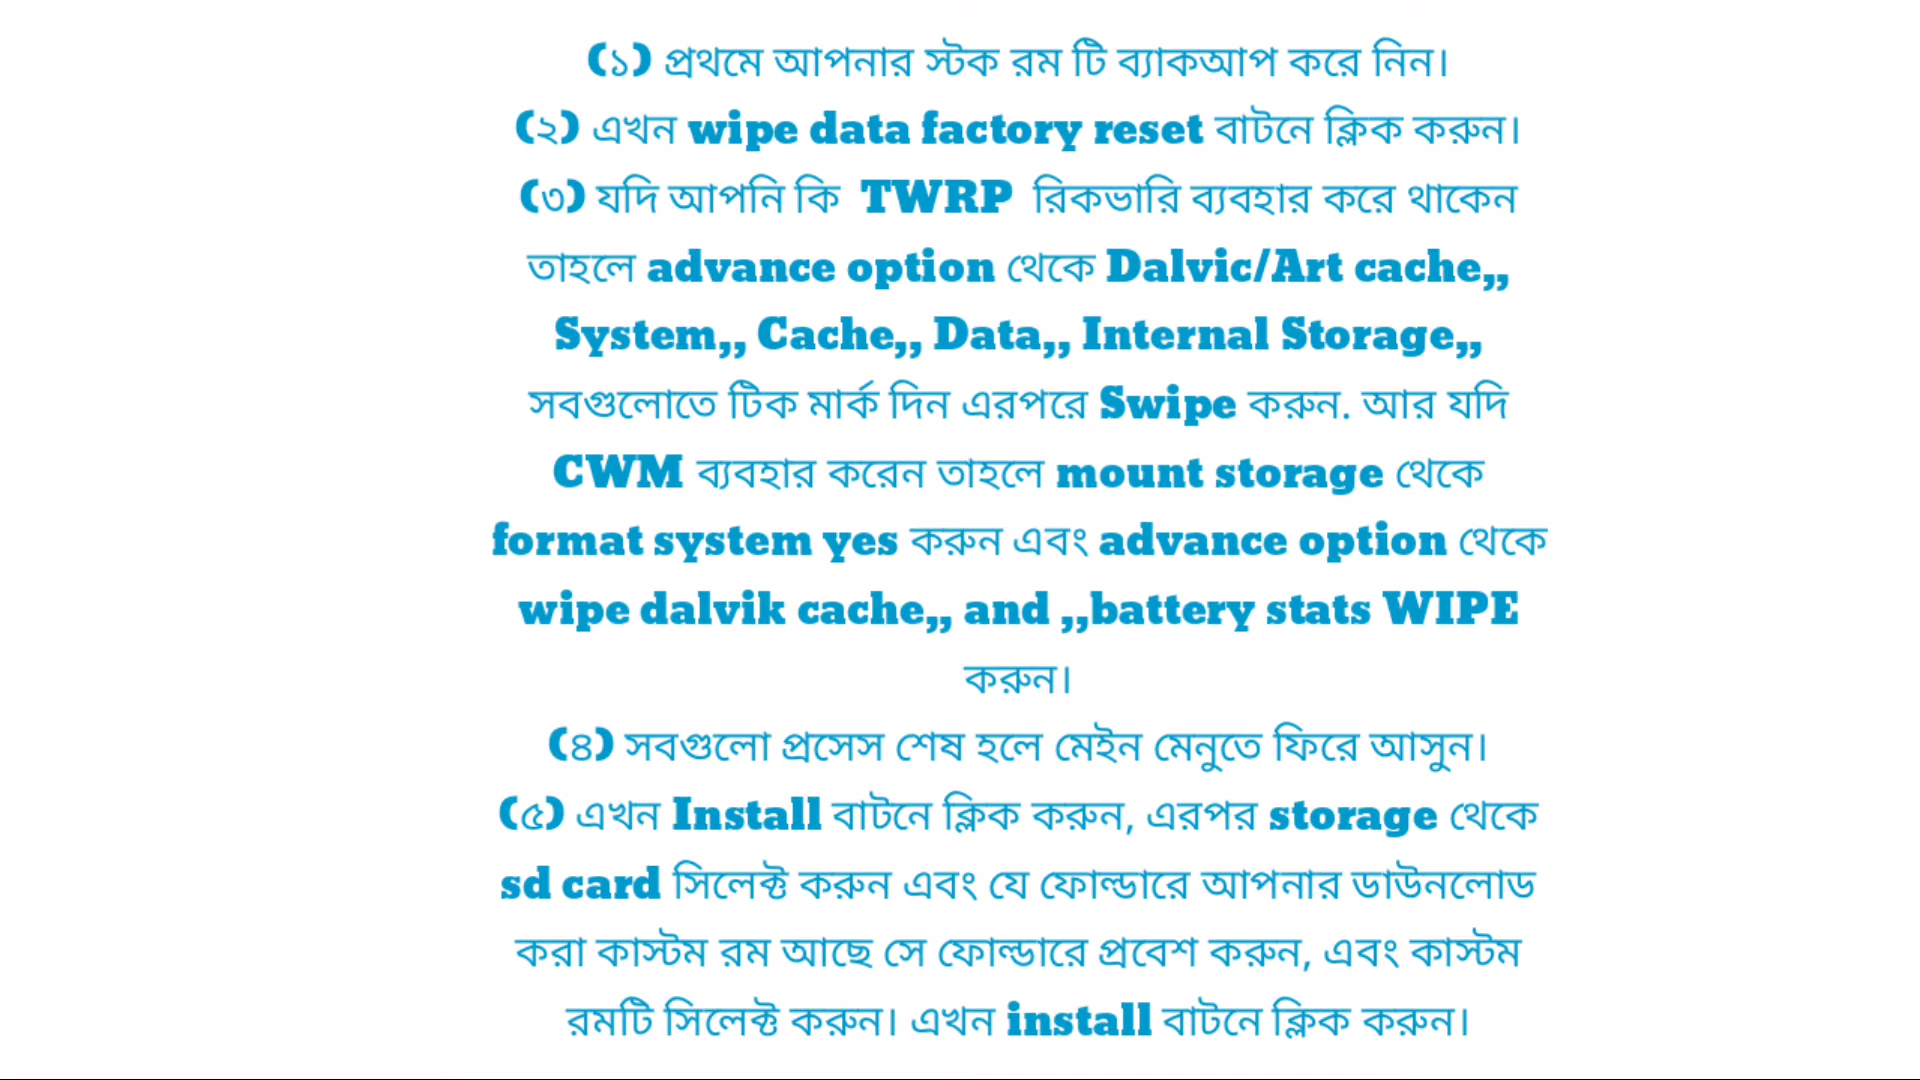 (১) প্রথমে আপনার স্টক রম টি ব্যাকআপ করে নিন।
(২) এখন wipe data factory reset বাটনে ক্লিক করুন।
(৩) যদি আপনি কি TWRP রিকভারি ব্যবহার করে থাকেন
তাহলে advance option থেকে Dalvic/Art cache,,
System,, Cache,, Data,, Internal Storage,,
সবগুলোতে টিক মার্ক দিন এরপরে Swipe করুন. আর যদি
CWM ব্যবহার করেন তাহলে mount storage থেকে
format system yes করুন এবং advance option থেকে
wipe dalvik cache,, and ,,battery stats WIPE
করুন।
(৪) সবগুলো প্রসেস শেষ হলে মেইন মেনুতে ফিরে আসুন।
(৫) এখন Install বাটনে ক্লিক করুন, এরপর storage থেকে
sd card সিলেক্ট করুন এবং যে ফোল্ডারে আপনার ডাউনলোড
করা কাস্টম রম আছে সে ফোল্ডারে প্রবেশ করুন, এবং কাস্টম
রমটি সিলেক্ট করুন। এখন install বাটনে ক্লিক করুন।